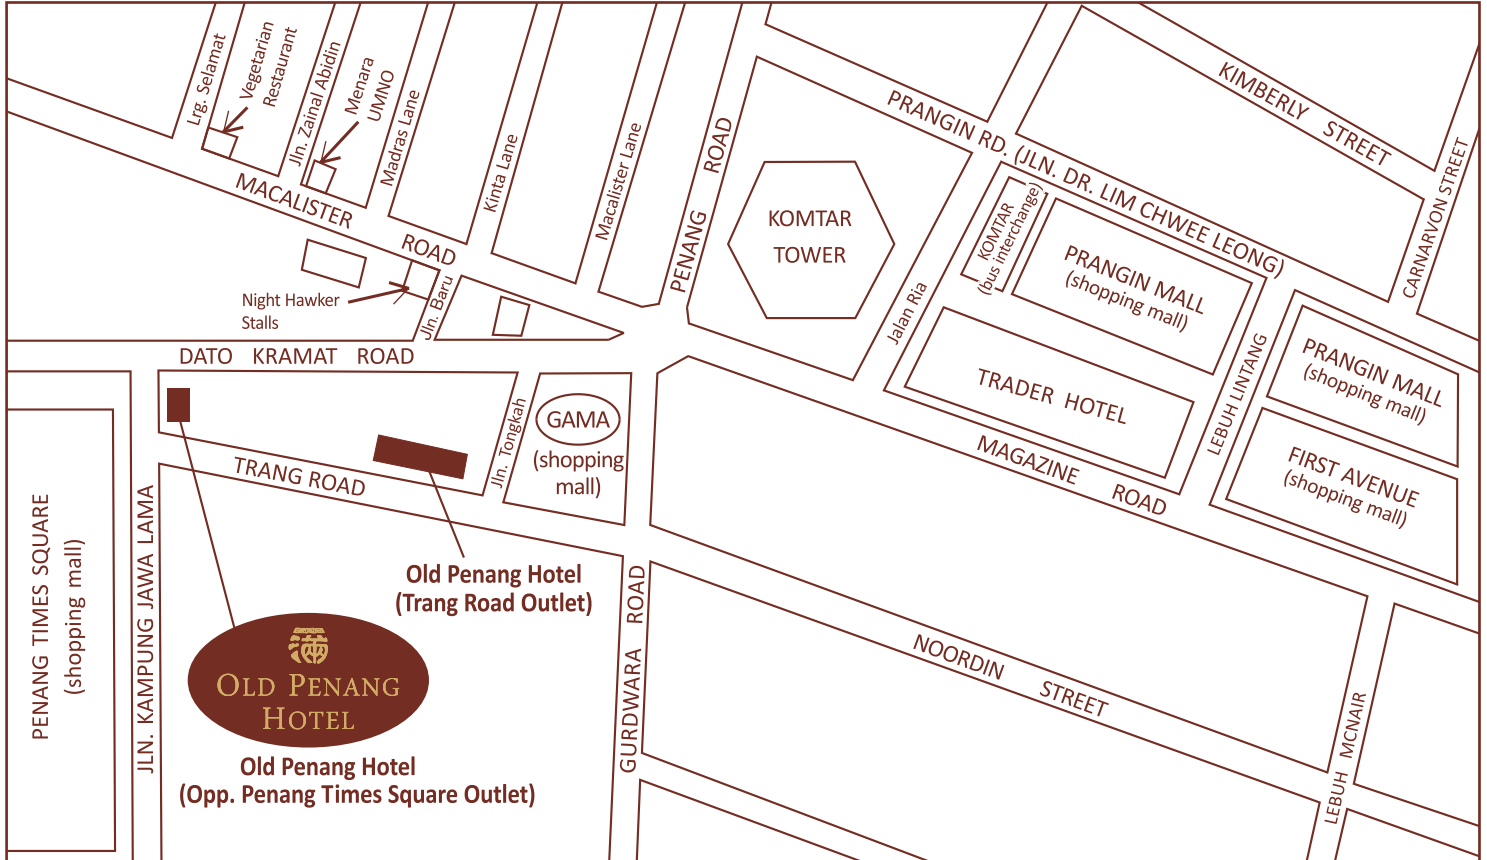 Lrg. Selamat
Vegetarian
Restaurant
Jln. Zainal Abidin
Menara
UMNO
Madras Lane
Kinta Lane
Macalister Lane
PENANG ROAD
MACALISTER ROAD
KOMTAR
TOWER
PRANGIN RD. (JLN. DR. LIM CHWEE LEONG)
KIMBERLY STREET
CARNARVON STREET
KOMTAR
(bus interchange)
PRANGIN MALL
(shopping mall)
Jalan Ria
TRADER HOTEL
LEBUH LINTANG
PRANGIN MALL
(shopping mall)
FIRST AVENUE
(shopping mall)
MAGAZINE ROAD
Night Hawker
Stalls
Jln. Baru
DATO KRAMAT ROAD
GAMA
(shopping
mall)
Jln. Tongkah
TRANG ROAD
PENANG TIMES SQUARE
(shopping mall)
JLN. KAMPUNG JAWA LAMA
Old Penang Hotel
(Trang Road Outlet)
GURDWARA ROAD
NOORDIN STREET
LEBUH MCNAIR
OLD PENANG
HOTEL
Old Penang Hotel
(Opp. Penang Times Square Outlet)